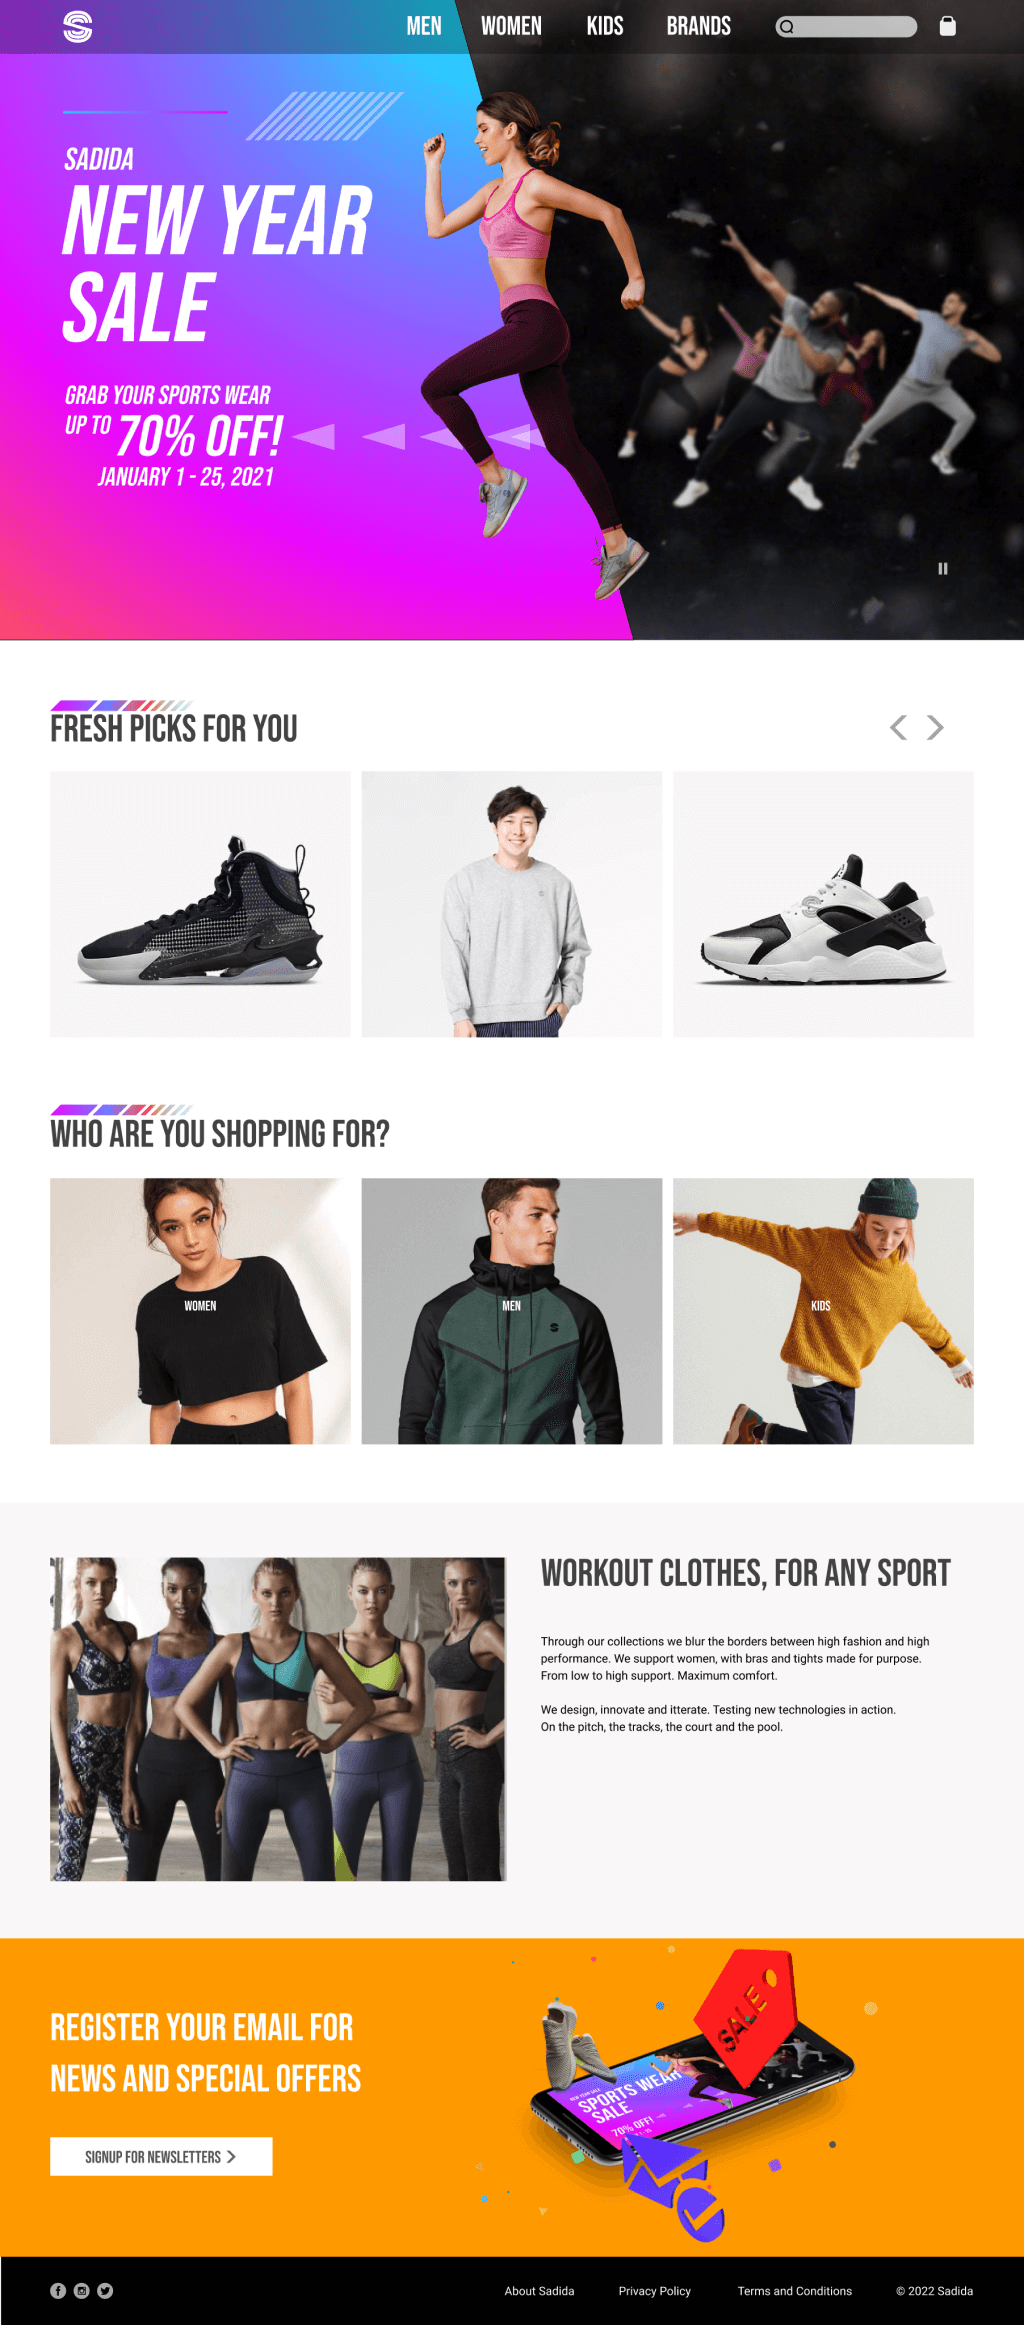 MEN WOMEN KIDS BRANDS
SADIDA
NEW YEAR
SALE
GRAB YOUR SPORTS WEAR
UP TO 70% OFF!
JANUARY 1 - 25, 2021
FRESH PICKS FOR YOU
WHO ARE YOU SHOPPING FOR?
WOMEN
MEN
KIDS
WORKOUT CLOTHES, FOR ANY SPORT
Through our collections we blur the borders between high fashion and high
performance. We support women, with bras and tights made for purpose.
From low to high support. Maximum comfort.
We design, innovate and itterate. Testing new technologies in action.
On the pitch, the tracks, the court and the pool.
REGISTER YOUR EMAIL FOR
NEWS AND SPECIAL OFFERS
SIGNUP FOR NEWSLETTERS
SALE
NEW YEAR SALE
SPORTS WEAR
SALE
70% OFF!
About Sadida Privacy Policy Terms and Conditions © 2022 Sadida